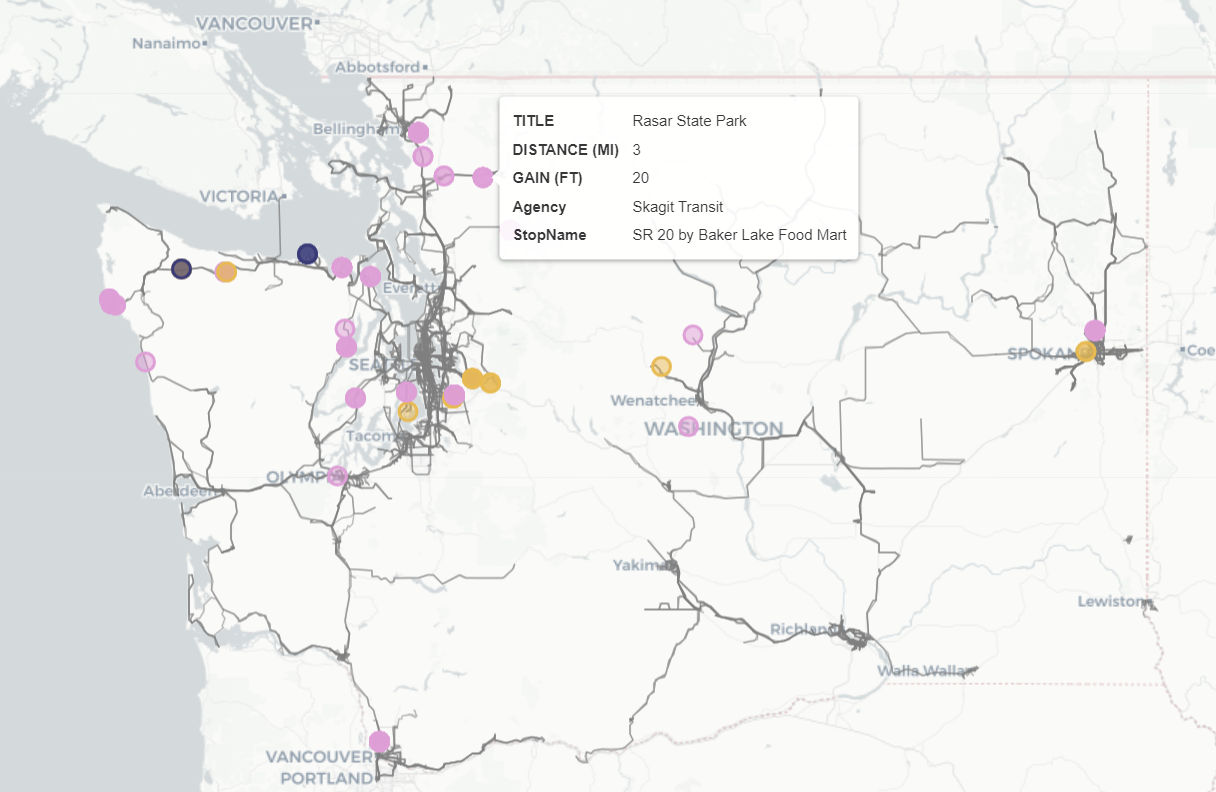 VANCOUVER
Nanaimo
Abbotsford
Bellingham
VICTORIA
TITLE Rasar State Park
DISTANCE (MI) 3
GAIN (FT) 20
Agency Skagit Transit
StopName SR 20 by Baker Lake Food Mart
Everett
SPOKANE
Coe
Wenatchee
WASHINGTON
Tacoma
OLYMPIA
Aberdeen
Yakima
Lewiston
Richland
Walla Walla
VANCOUVER
PORTLAND